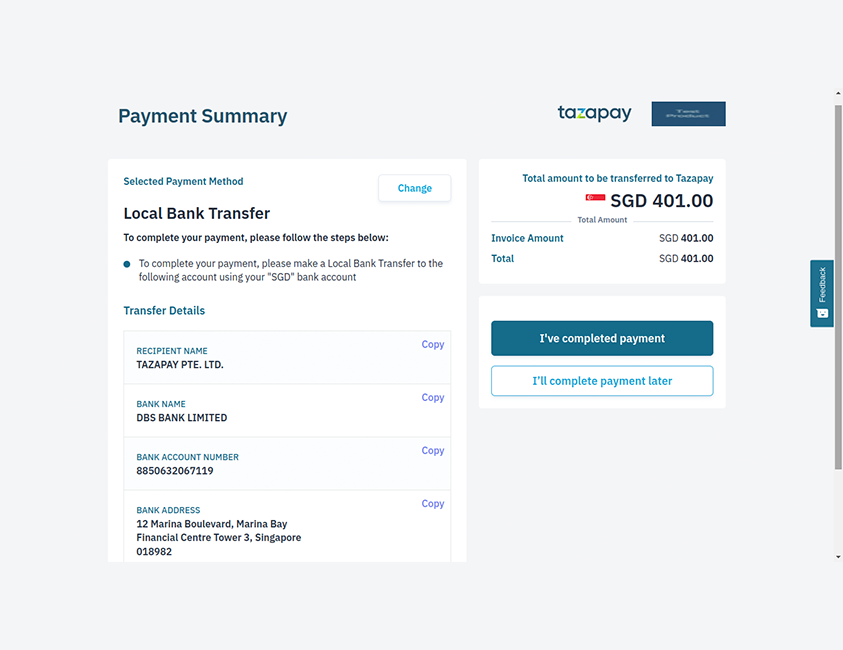 Payment Summary
tazapay
Selected Payment Method
Change
Local Bank Transfer
To complete your payment, please follow the steps below:
To complete your payment, please make a Local Bank Transfer to the
following account using your "SGD" bank account
Transfer Details
RECIPIENT NAME
Copy
TAZAPAY PTE. LTD.
BANK NAME
Copy
DBS BANK LIMITED
BANK ACCOUNT NUMBER
Copy
8850632067119
BANK ADDRESS
Copy
12 Marina Boulevard, Marina Bay
Financial Centre Tower 3, Singapore
018982
Total amount to be transferred to Tazapay
SGD 401.00
Total Amount
Invoice Amount SGD 401.00
Total SGD 401.00
I've completed payment
I'll complete payment later
Feedback